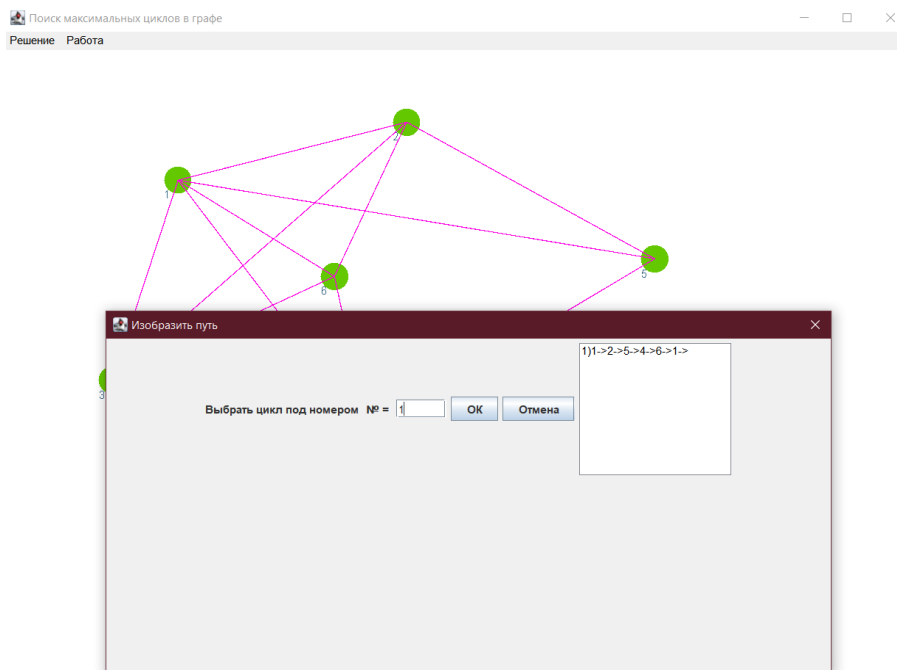 Поиск максимальных циклов в графе
Решение Работа
2
1
5
6
Изобразить путь
1)1->2->5->4->6->1->
3
Выбрать цикл под номером № = 1 ОК Отмена